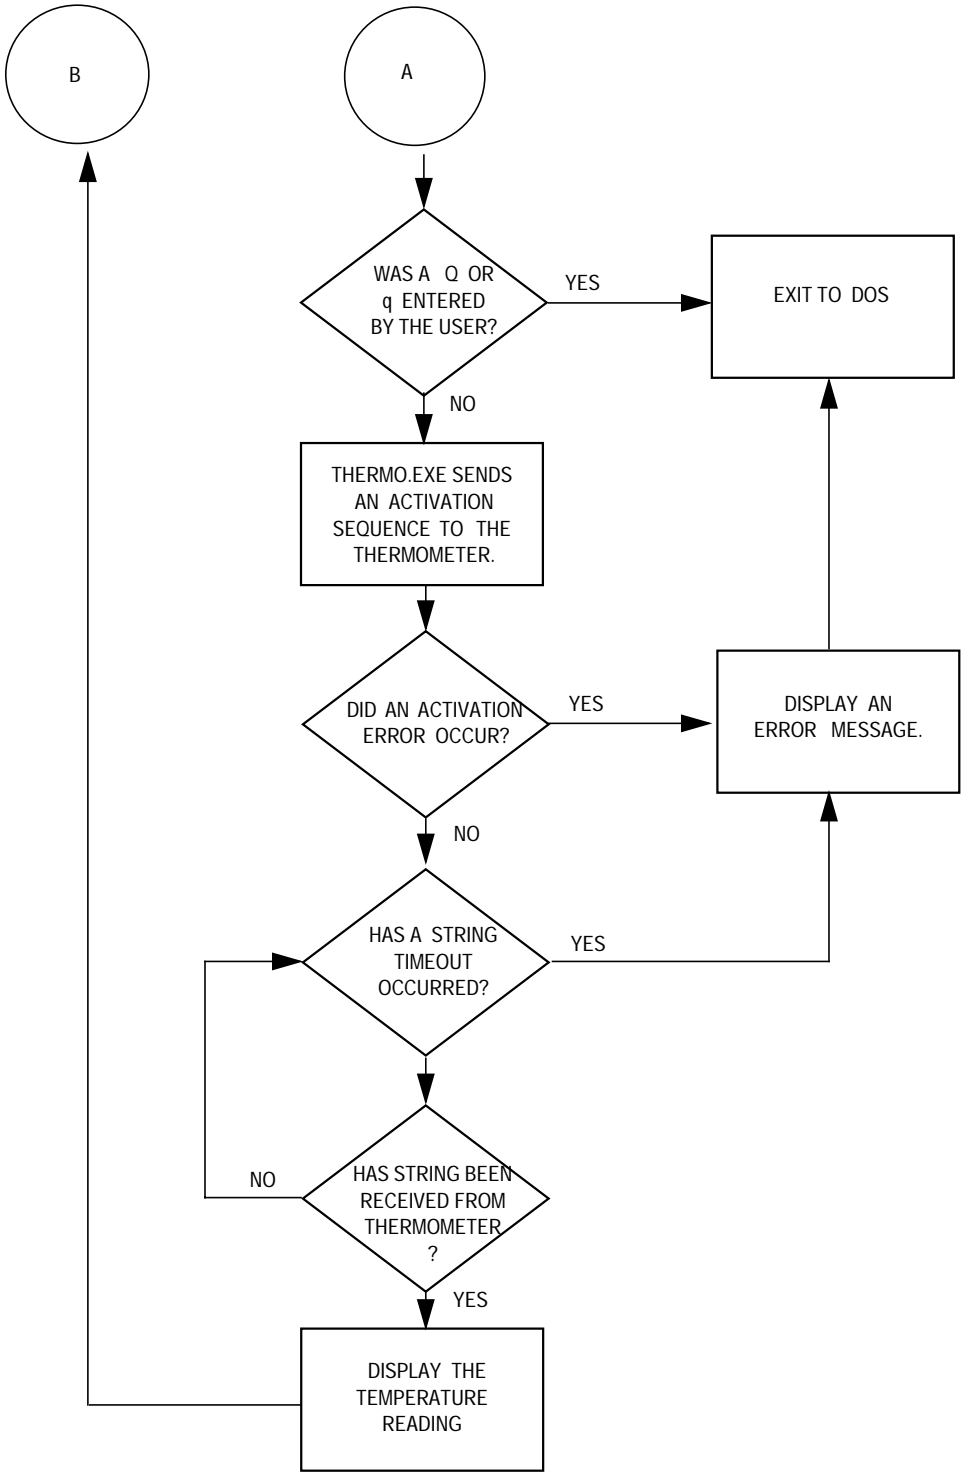 B
A
WAS A Q OR
q ENTERED
BY THE USER?
YES
EXIT TO DOS
NO
THERMO.EXE SENDS
AN ACTIVATION
SEQUENCE TO THE
THERMOMETER.
DID AN ACTIVATION
ERROR OCCUR?
YES
DISPLAY AN
ERROR MESSAGE.
NO
HAS A STRING
TIMEOUT
OCCURRED?
YES
HAS STRING BEEN
RECEIVED FROM
THERMOMETER
?
NO
YES
DISPLAY THE
TEMPERATURE
READING